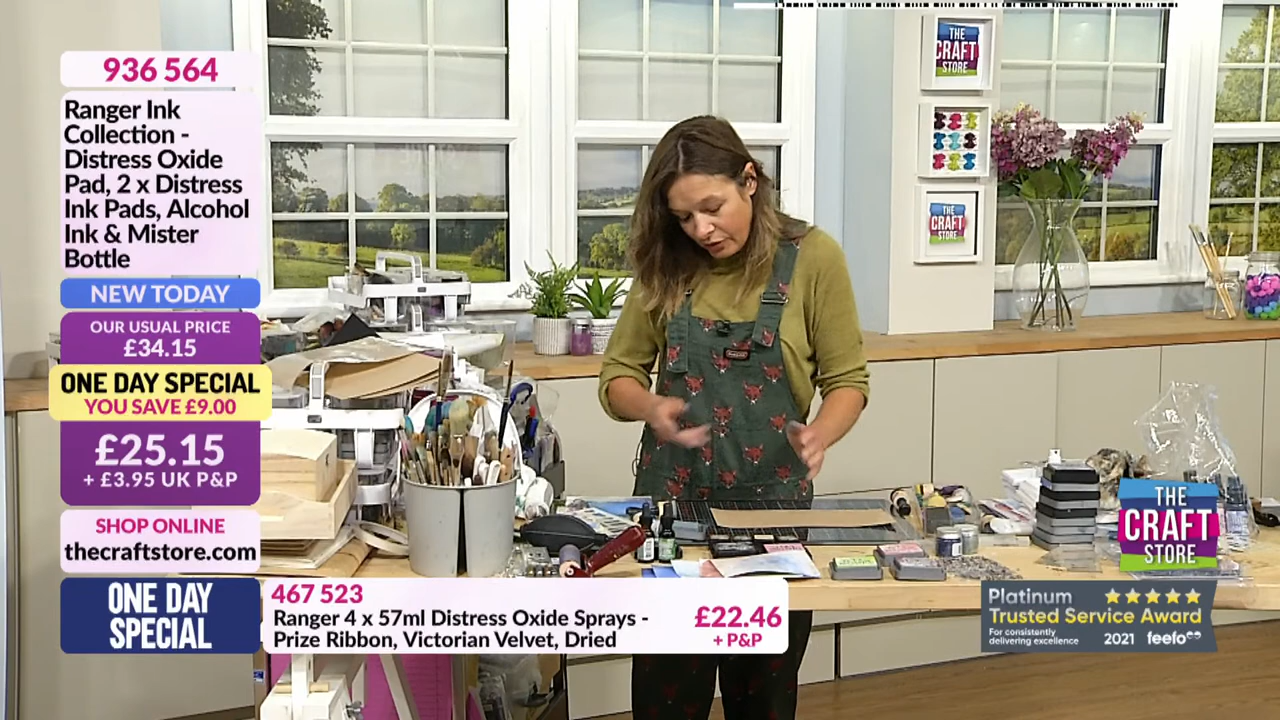 936 564
Ranger Ink
Collection -
Distress Oxide
Pad, 2 x Distress
Ink Pads, Alcohol
Ink & Mister
Bottle
NEW TODAY
OUR USUAL PRICE
£34.15
ONE DAY SPECIAL
YOU SAVE £9.00
£25.15
+ £3.95 UK P&P
SHOP ONLINE
thecraftstore.com
ONE DAY
SPECIAL
467 523
Ranger 4 x 57ml Distress Oxide Sprays -
Prize Ribbon, Victorian Velvet, Dried
£22.46
+ P&P
THE
CRAFT
STORE
THE
CRAFT
STORE
THE
CRAFT
STORE
Platinum
Trusted Service Award
For consistently
delivering excellence
2021 feefo